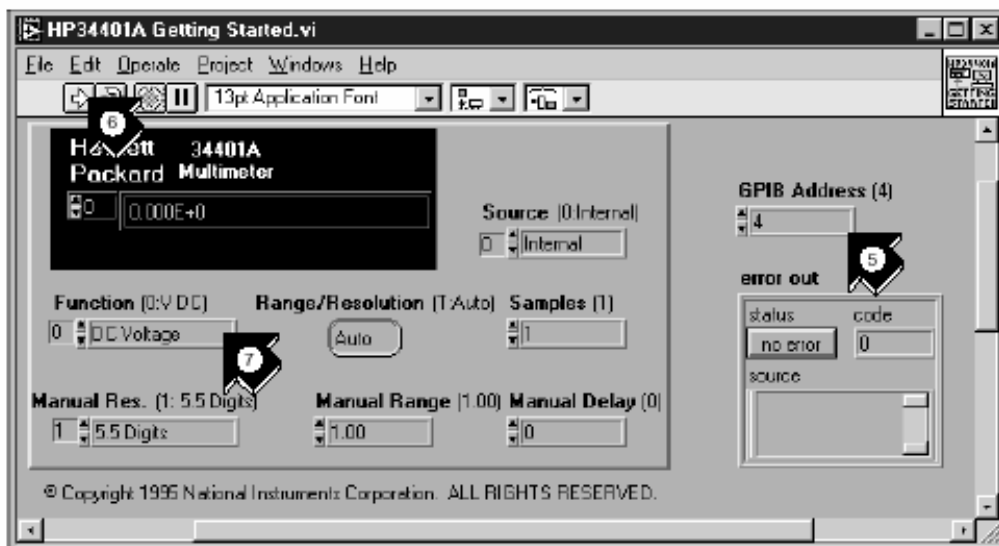 HP34401A Getting Started.vi
File Edit Operate Project Windows Help
13pt Application Font
6
Hewlett 34401A
Packard Multimeter
0 0.000E+0
Source (0:Internal)
0 Internal
GPIB Address (4)
4
5
error out
status code
no error 0
source
Function (0:V DC) Range/Resolution (T:Auto) Samples (1)
0 DC Voltage Auto 1
7
Manual Res. (1: 5.5 Digits) Manual Range (1.00) Manual Delay (0)
1 5.5 Digits 1.00 0
© Copyright 1995 National Instruments Corporation. ALL RIGHTS RESERVED.